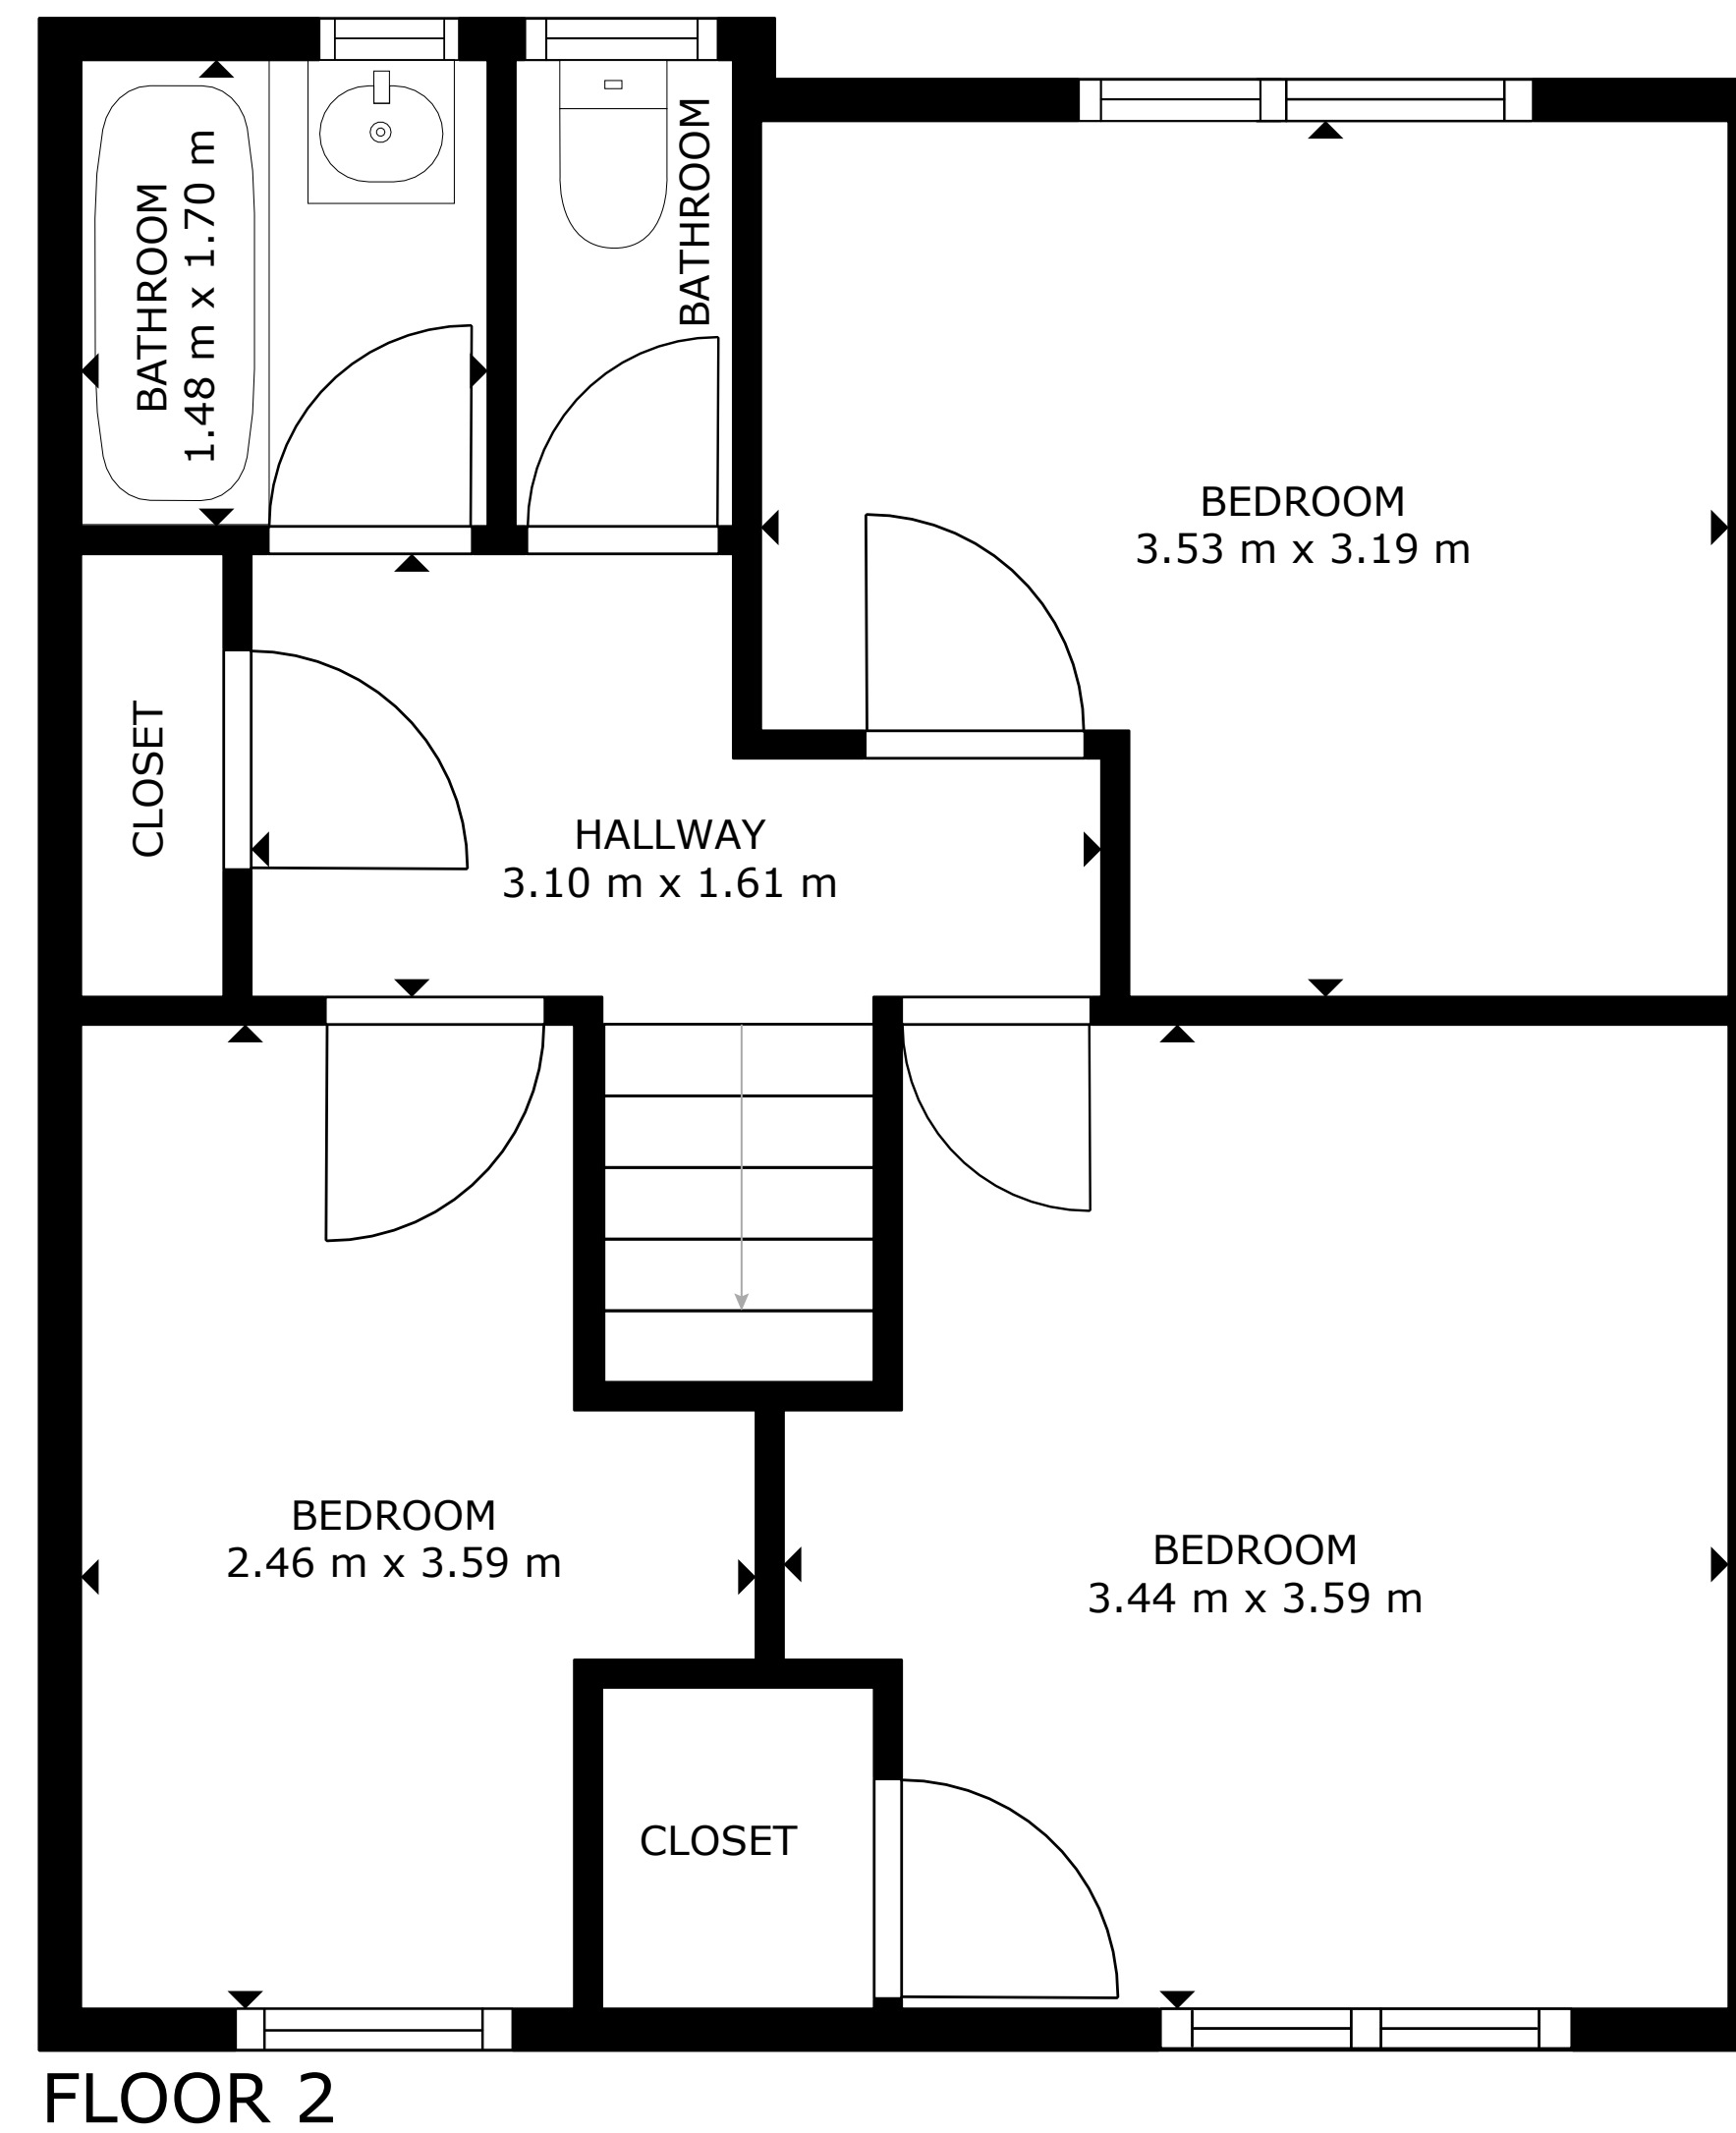 BATHROOM
1.48 m x 1.70 m
BATHROOM
BEDROOM
3.53 m x 3.19 m
CLOSET
HALLWAY
3.10 m x 1.61 m
BEDROOM
2.46 m x 3.59 m
BEDROOM
3.44 m x 3.59 m
CLOSET
FLOOR 2